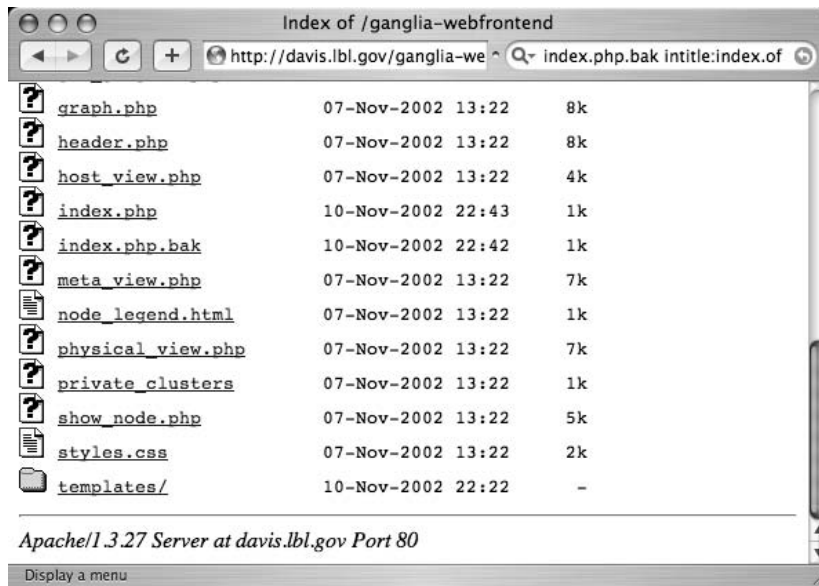 Index of /ganglia-webfrontend
http://davis.lbl.gov/ganglia-we index.php.bak intitle:index.of
graph.php 07-Nov-2002 13:22 8k
header.php 07-Nov-2002 13:22 8k
host_view.php 07-Nov-2002 13:22 4k
index.php 10-Nov-2002 22:43 1k
index.php.bak 10-Nov-2002 22:42 1k
meta_view.php 07-Nov-2002 13:22 7k
node_legend.html 07-Nov-2002 13:22 1k
physical_view.php 07-Nov-2002 13:22 7k
private_clusters 07-Nov-2002 13:22 1k
show_node.php 07-Nov-2002 13:22 5k
styles.css 07-Nov-2002 13:22 2k
templates/ 10-Nov-2002 22:22 -
Apache/1.3.27 Server at davis.lbl.gov Port 80
Display a menu